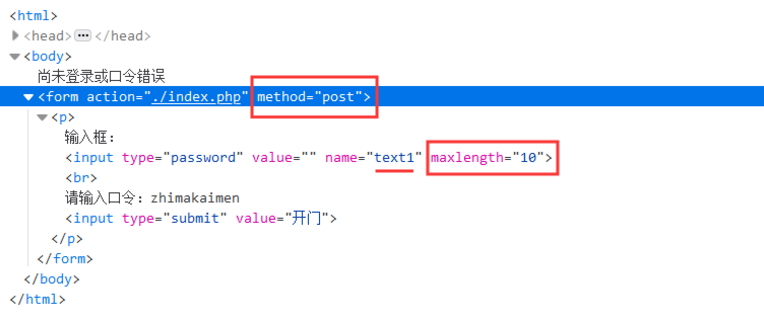 <html>
<head> ••• </head>
<body>
尚未登录或口令错误
<form action="./index.php" method="post">
<p>
输入框：
<input type="password" value="" name="text1" maxlength="10">
<br>
请输入口令：zhimakaimen
<input type="submit" value="开门">
</p>
</form>
</body>
</html>